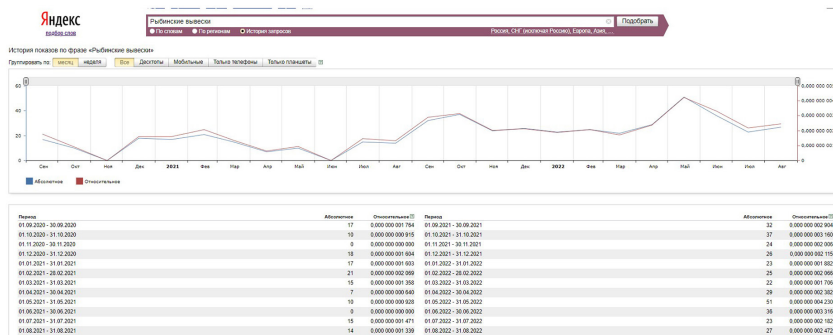 Яндекс
подбор слов
Рыбинские вывески
Подобрать
По словам По регионам История запросов
Россия, СНГ (исключая Россию), Европа, Азия, ...
История показов по фразе «Рыбинские вывески»
Группировать по: месяц неделя Все Десктопы Мобильные Только телефоны Только планшеты
60
40
20
0
0
Сен Окт Ноя Дек 2021 Фев Мар Апр Май Июн Июл Авг Сен Окт Ноя Дек 2022 Фев Мар Апр Май Июн Июл Авг
Абсолютное Относительное
Период Абсолютное Относительное Период Абсолютное Относительное
01.09.2020 - 30.09.2020 17 0,000 000 001 764 01.09.2021 - 30.09.2021 32 0,000 000 002 904
01.10.2020 - 31.10.2020 10 0,000 000 000 915 01.10.2021 - 31.10.2021 37 0,000 000 003 160
01.11.2020 - 30.11.2020 0 0,000 000 000 000 01.11.2021 - 30.11.2021 24 0,000 000 002 006
01.12.2020 - 31.12.2020 18 0,000 000 001 604 01.12.2021 - 31.12.2021 26 0,000 000 002 115
01.01.2021 - 31.01.2021 17 0,000 000 001 603 01.01.2022 - 31.01.2022 23 0,000 000 001 882
01.02.2021 - 28.02.2021 21 0,000 000 002 069 01.02.2022 - 28.02.2022 25 0,000 000 002 066
01.03.2021 - 31.03.2021 15 0,000 000 001 358 01.03.2022 - 31.03.2022 22 0,000 000 001 706
01.04.2021 - 30.04.2021 7 0,000 000 000 640 01.04.2022 - 30.04.2022 29 0,000 000 002 382
01.05.2021 - 31.05.2021 10 0,000 000 000 928 01.05.2022 - 31.05.2022 51 0,000 000 004 230
01.06.2021 - 30.06.2021 0 0,000 000 000 000 01.06.2022 - 30.06.2022 36 0,000 000 003 316
01.07.2021 - 31.07.2021 15 0,000 000 001 471 01.07.2022 - 31.07.2022 23 0,000 000 002 182
01.08.2021 - 31.08.2021 14 0,000 000 001 339 01.08.2022 - 31.08.2022 27 0,000 000 002 472